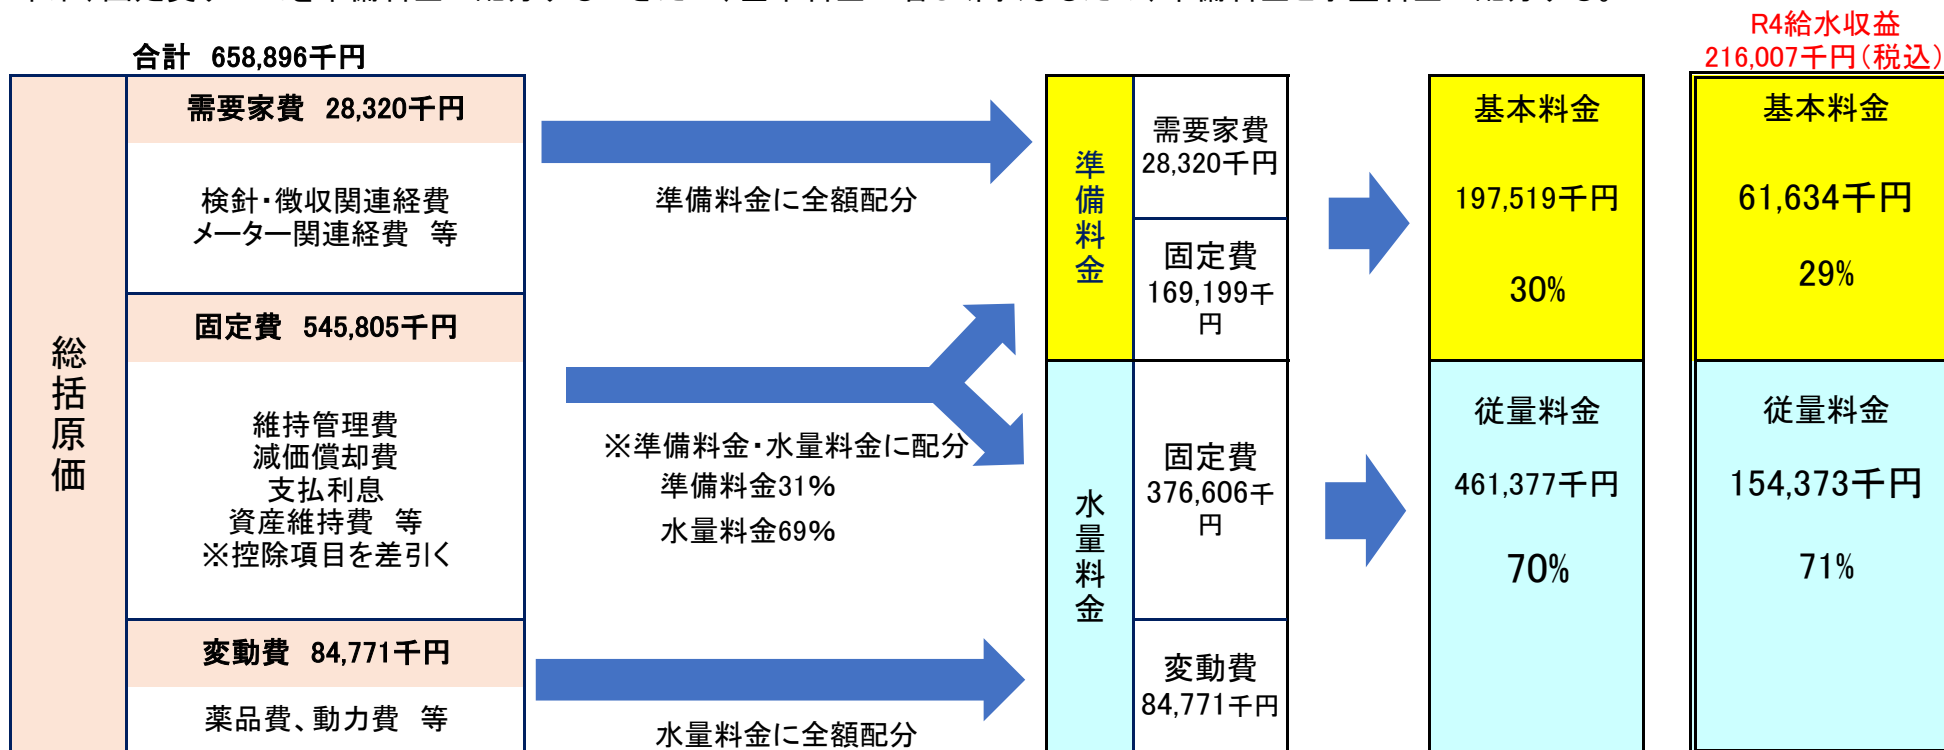 R4給水収益
216,007千円(税込)
合計 658,896千円
総括原価
需要家費 28,320千円
検針・徴収関連経費
メーター関連経費 等
固定費 545,805千円
維持管理費
減価償却費
支払利息
資産維持費 等
※控除項目を差引く
変動費 84,771千円
薬品費、動力費 等
準備料金に全額配分
※準備料金・水量料金に配分
準備料金31%
水量料金69%
水量料金に全額配分
準備料金
需要家費
28,320千円
固定費
169,199千
円
水量料金
固定費
376,606千
円
変動費
84,771千円
基本料金
197,519千円
30%
従量料金
461,377千円
70%
基本料金
61,634千円
29%
従量料金
154,373千円
71%